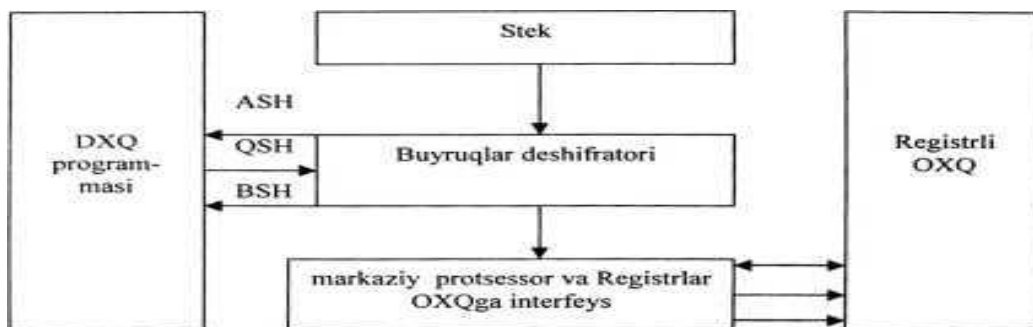 Stek
ASH
DXQ
program-
masi
QSH
BSH
Buyruqlar deshifratori
Registrli
OXQ
markaziy protsessor va Registrlar
OXQga interfeys